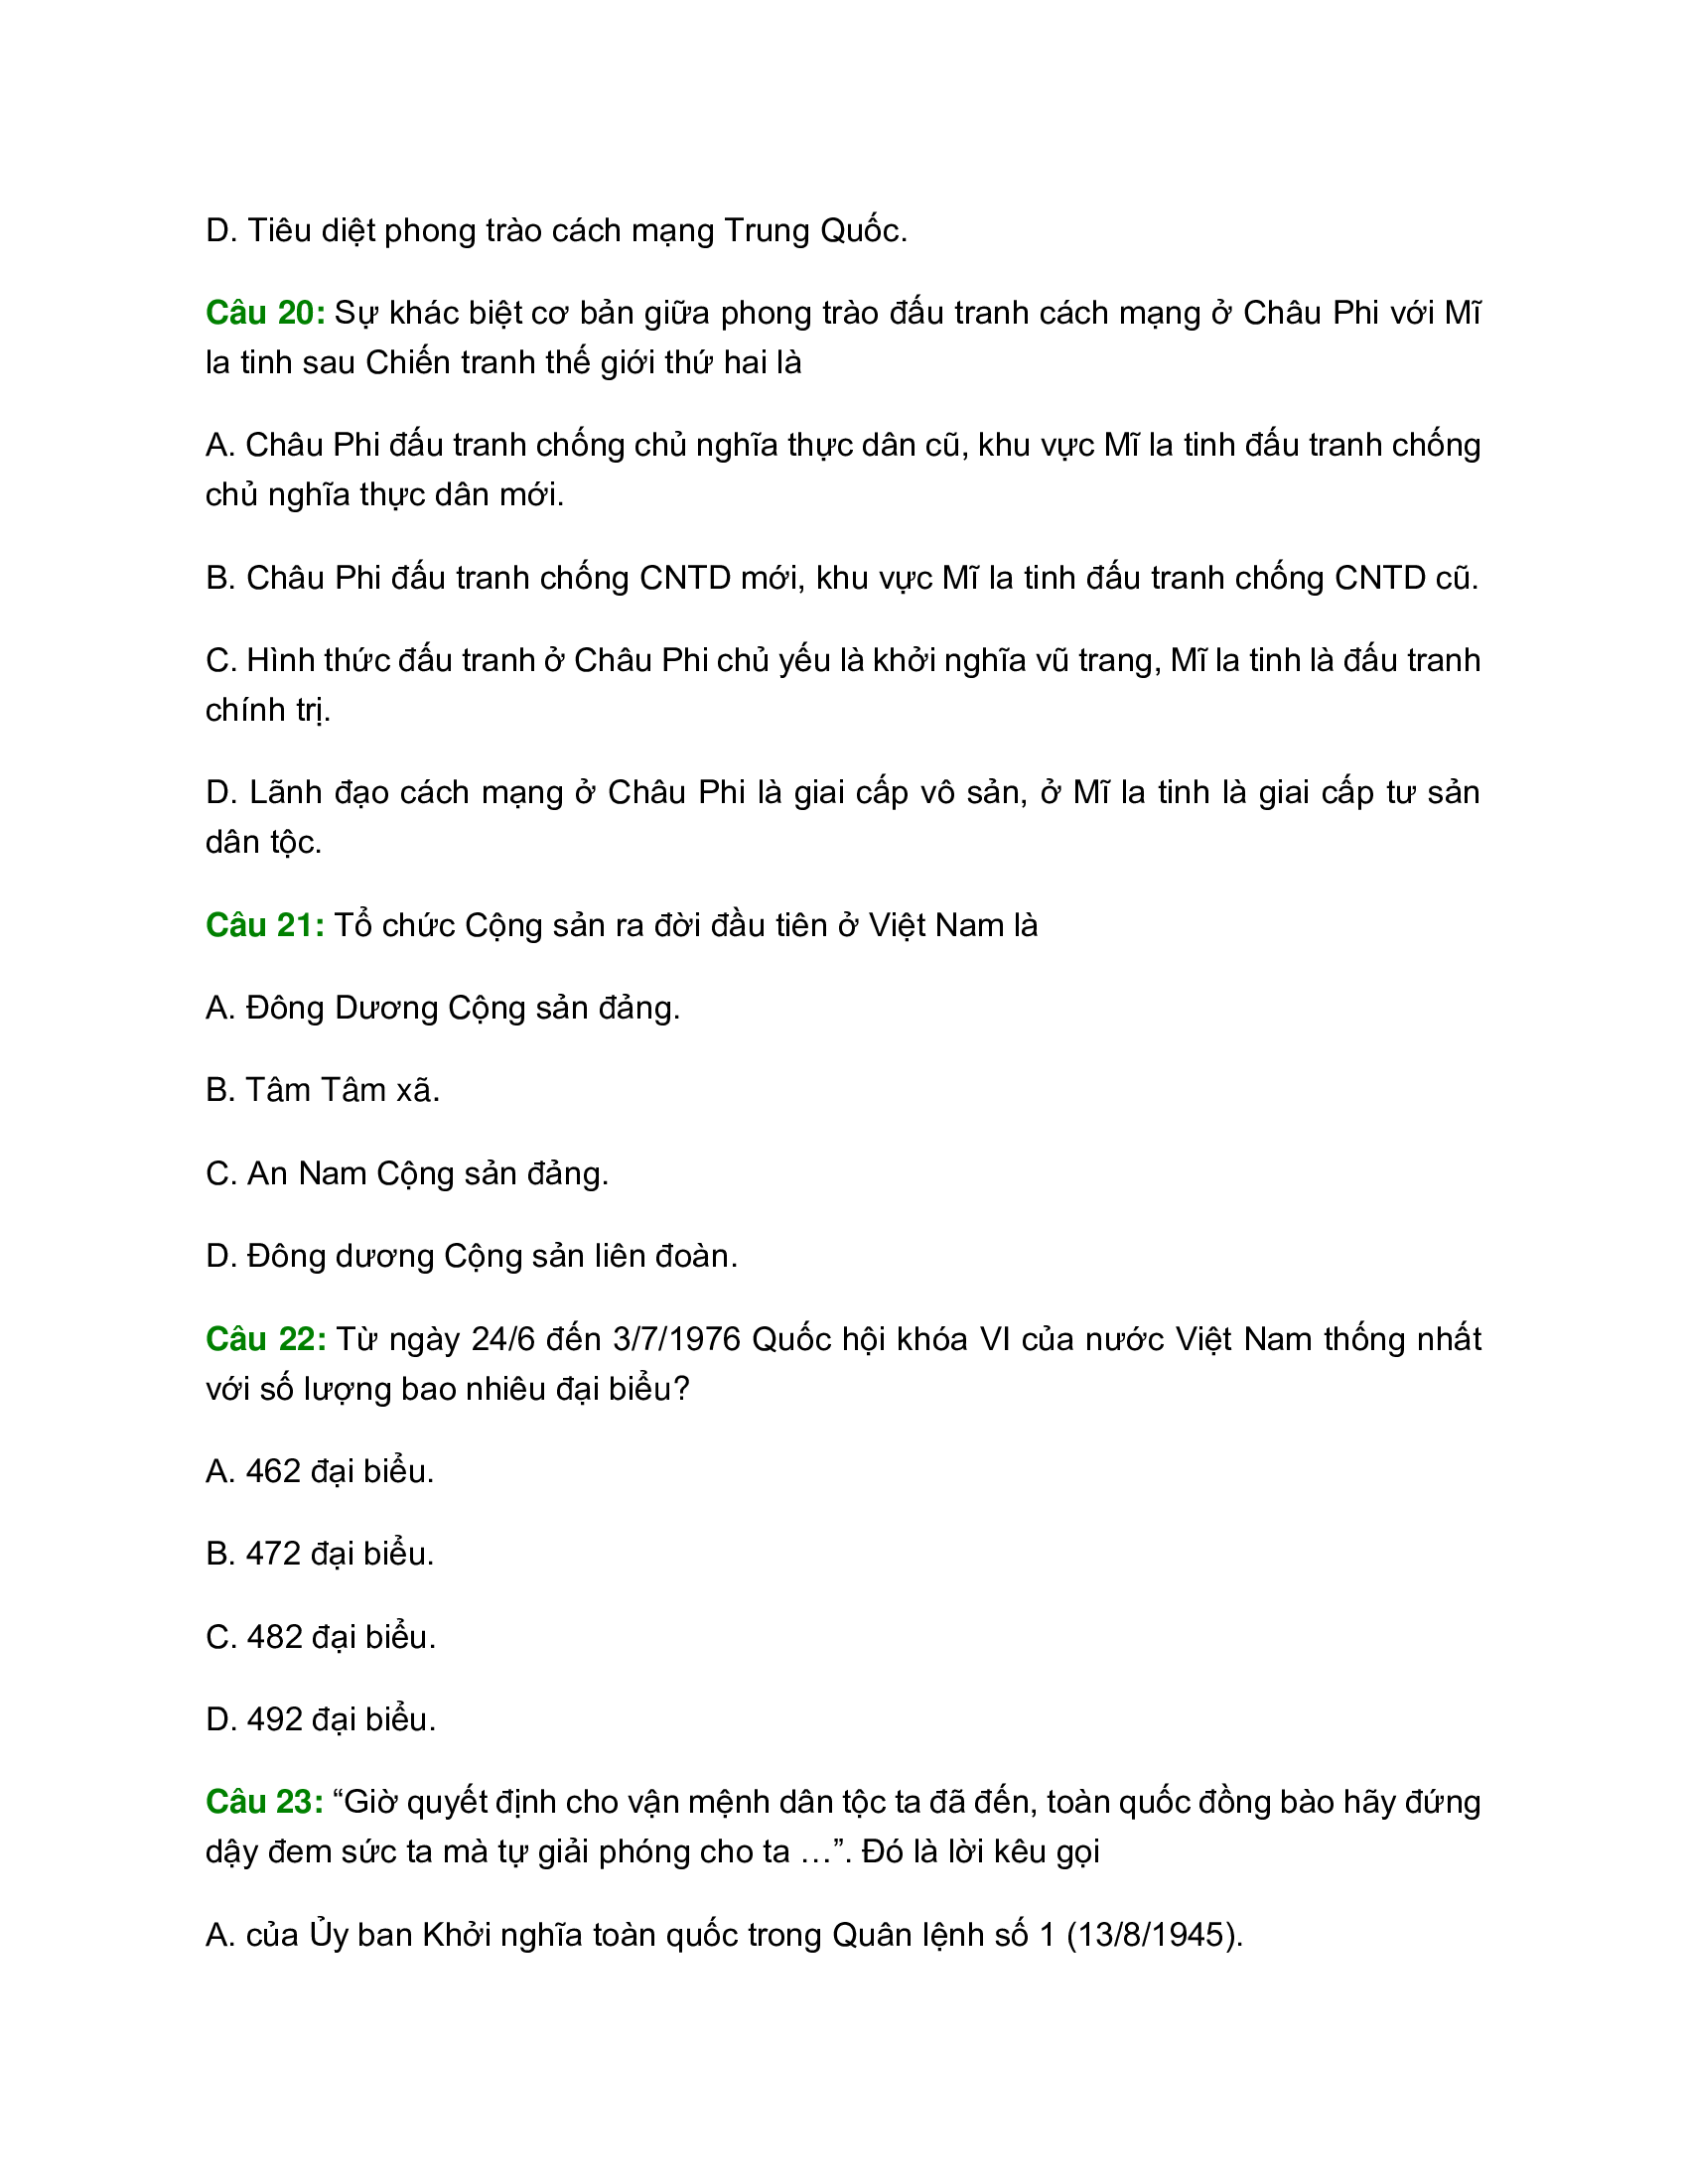 D. Tiêu diệt phong trào cách mạng Trung Quốc.
Câu 20: Sự khác biệt cơ bản giữa phong trào đấu tranh cách mạng ở Châu Phi với Mĩ
la tinh sau Chiến tranh thế giới thứ hai là
A. Châu Phi đấu tranh chống chủ nghĩa thực dân cũ, khu vực Mĩ la tinh đấu tranh chống
chủ nghĩa thực dân mới.
B. Châu Phi đấu tranh chống CNTD mới, khu vực Mĩ la tinh đấu tranh chống CNTD cũ.
C. Hình thức đấu tranh ở Châu Phi chủ yếu là khởi nghĩa vũ trang, Mĩ la tinh là đấu tranh
chính trị.
D. Lãnh đạo cách mạng ở Châu Phi là giai cấp vô sản, ở Mĩ la tinh là giai cấp tư sản
dân tộc.
Câu 21: Tổ chức Cộng sản ra đời đầu tiên ở Việt Nam là
A. Đông Dương Cộng sản đảng.
B. Tâm Tâm xã.
C. An Nam Cộng sản đảng.
D. Đông dương Cộng sản liên đoàn.
Câu 22: Từ ngày 24/6 đến 3/7/1976 Quốc hội khóa VI của nước Việt Nam thống nhất
với số lượng bao nhiêu đại biểu?
A. 462 đại biểu.
B. 472 đại biểu.
C. 482 đại biểu.
D. 492 đại biểu.
Câu 23: “Giờ quyết định cho vận mệnh dân tộc ta đã đến, toàn quốc đồng bào hãy đứng
dậy đem sức ta mà tự giải phóng cho ta …”. Đó là lời kêu gọi
A. của Ủy ban Khởi nghĩa toàn quốc trong Quân lệnh số 1 (13/8/1945).